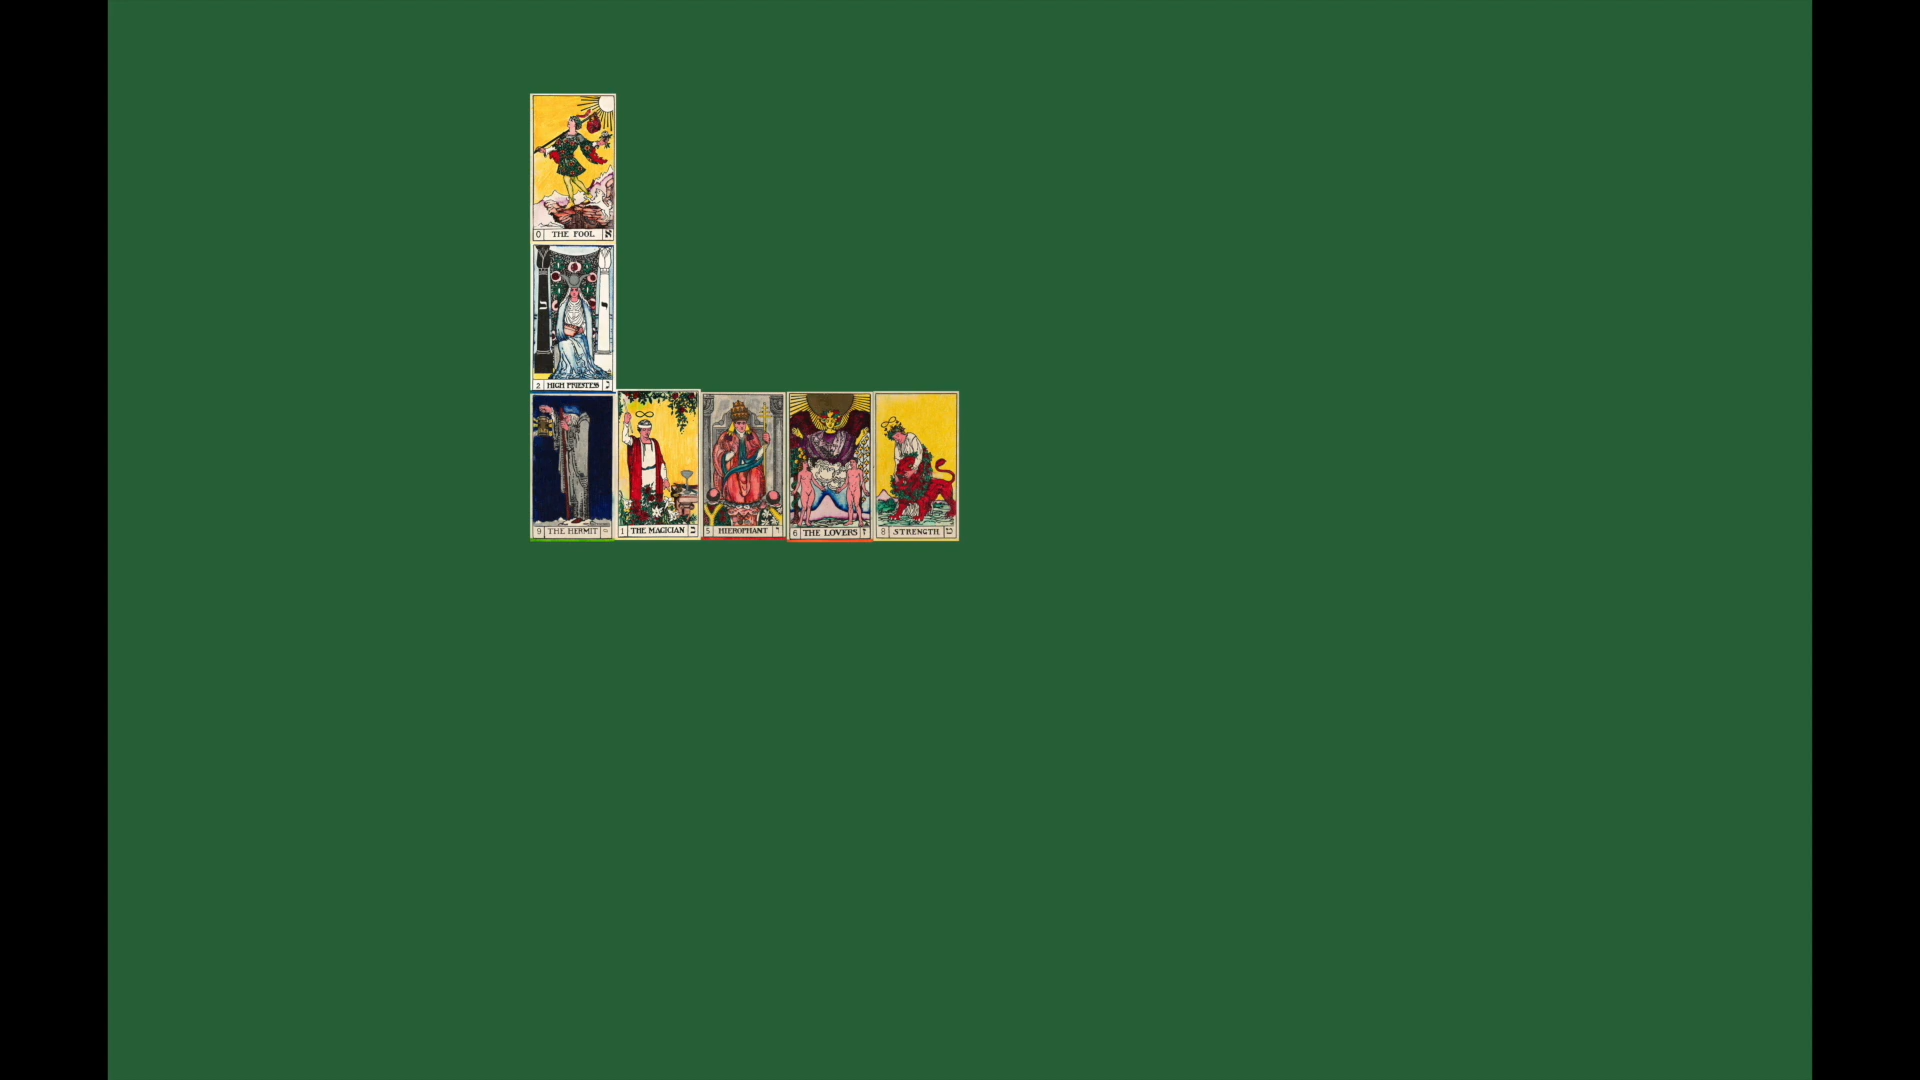 0 THE FOOL א
2 HIGH PRIESTESS ג
9 THE HERMIT
1 THE MAGICIAN ב
5 HIEROPHANT ו
6 THE LOVERS ז
8 STRENGTH ט